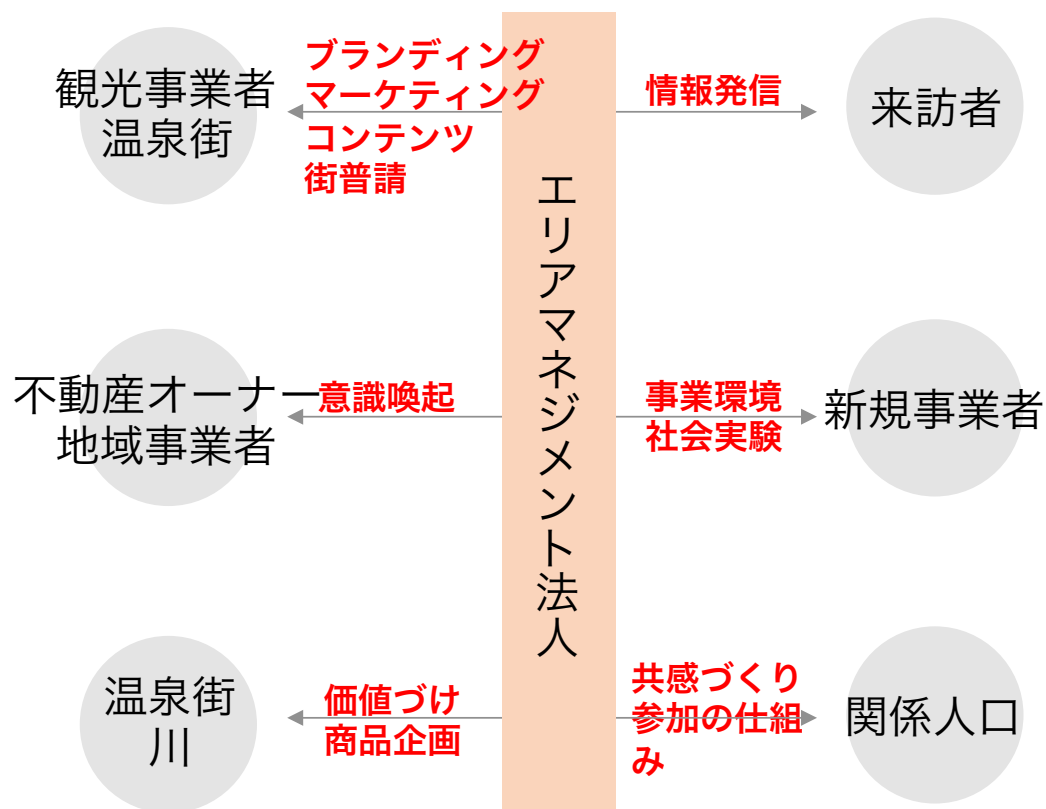 観光事業者
温泉街
ブランディング
マーケティング
コンテンツ
街普請
情報発信
来訪者
エリアマネジメント法人
不動産オーナー
地域事業者
意識喚起
事業環境
社会実験
新規事業者
温泉街
川
価値づけ
商品企画
共感づくり
参加の仕組
み
関係人口